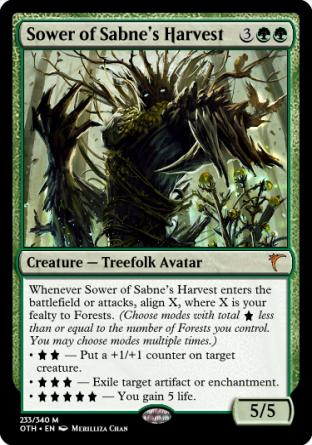 Sower of Sabne's Harvest 3
Creature — Treefolk Avatar
Whenever Sower of Sabne's Harvest enters the
battlefield or attacks, align X, where X is your
fealty to Forests. (Choose modes with total ★ less
than or equal to the number of Forests you control.
You may choose modes multiple times.)
• ★★ — Put a +1/+1 counter on target
creature.
• ★★★ — Exile target artifact or enchantment.
• ★★★★★ — You gain 5 life.
5/5
233/340 M
OTH • EN Merilliza Chan